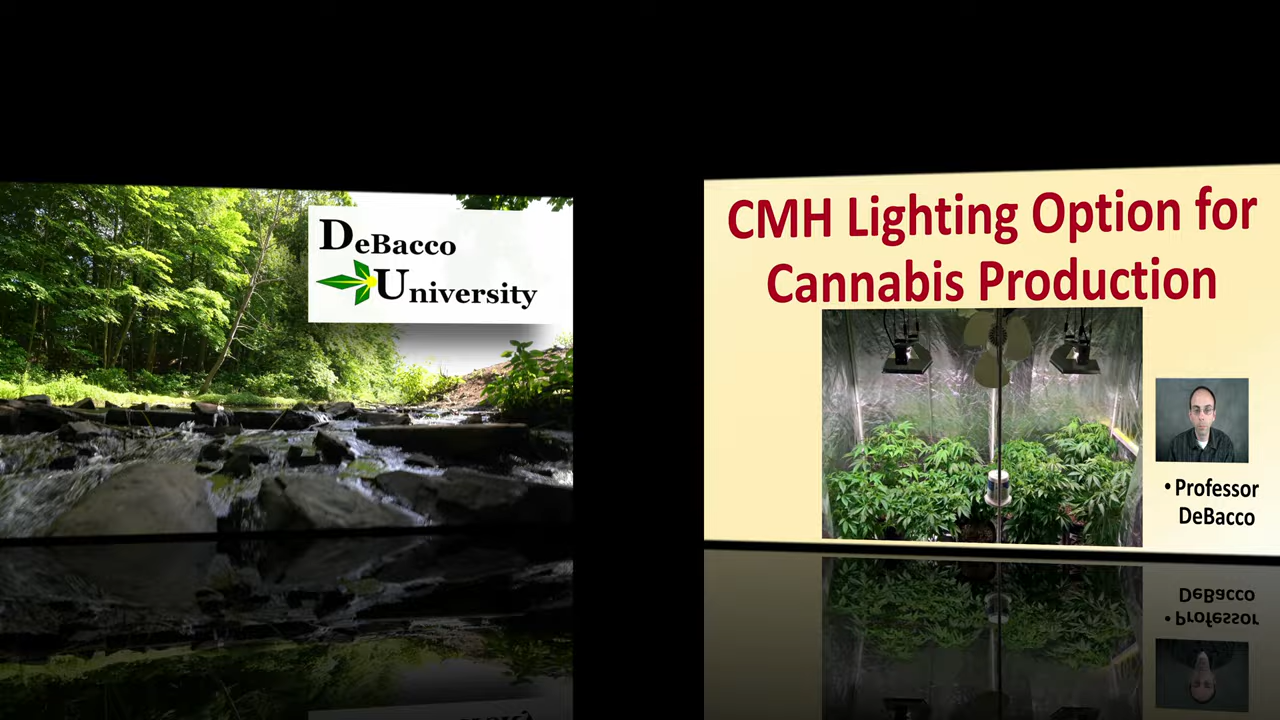 DeBacco
University
CMH Lighting Option for
Cannabis Production
• Professor
DeBacco